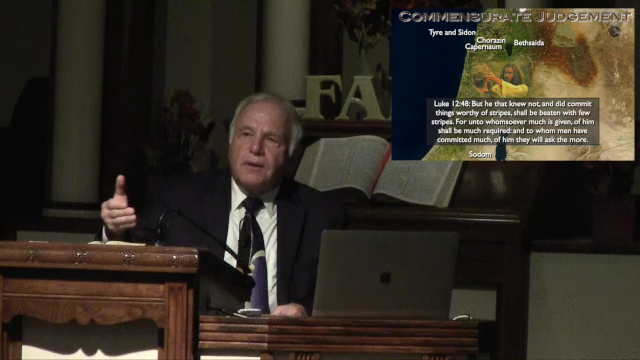 COMMENSURATE JUDGEMENT
Tyre and Sidon
Chorazin
Capernaum
Bethsaida
Luke 12:48: But he that knew not, and did commit
things worthy of stripes, shall be beaten with few
stripes. For unto whomsoever much is given, of him
shall be much required: and to whom men have
committed much, of him they will ask the more.
Sodom
FA